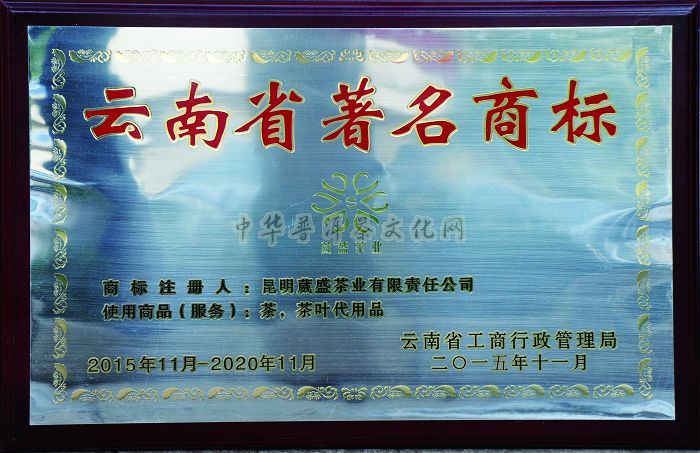 云南省著名商标
中华普洱茶文化网
葳盛茶业
商标注册人：昆明葳盛茶业有限责任公司
使用商品（服务）：茶，茶叶代用品
云南省工商行政管理局
2015年11月-2020年11月
二〇一五年十一月